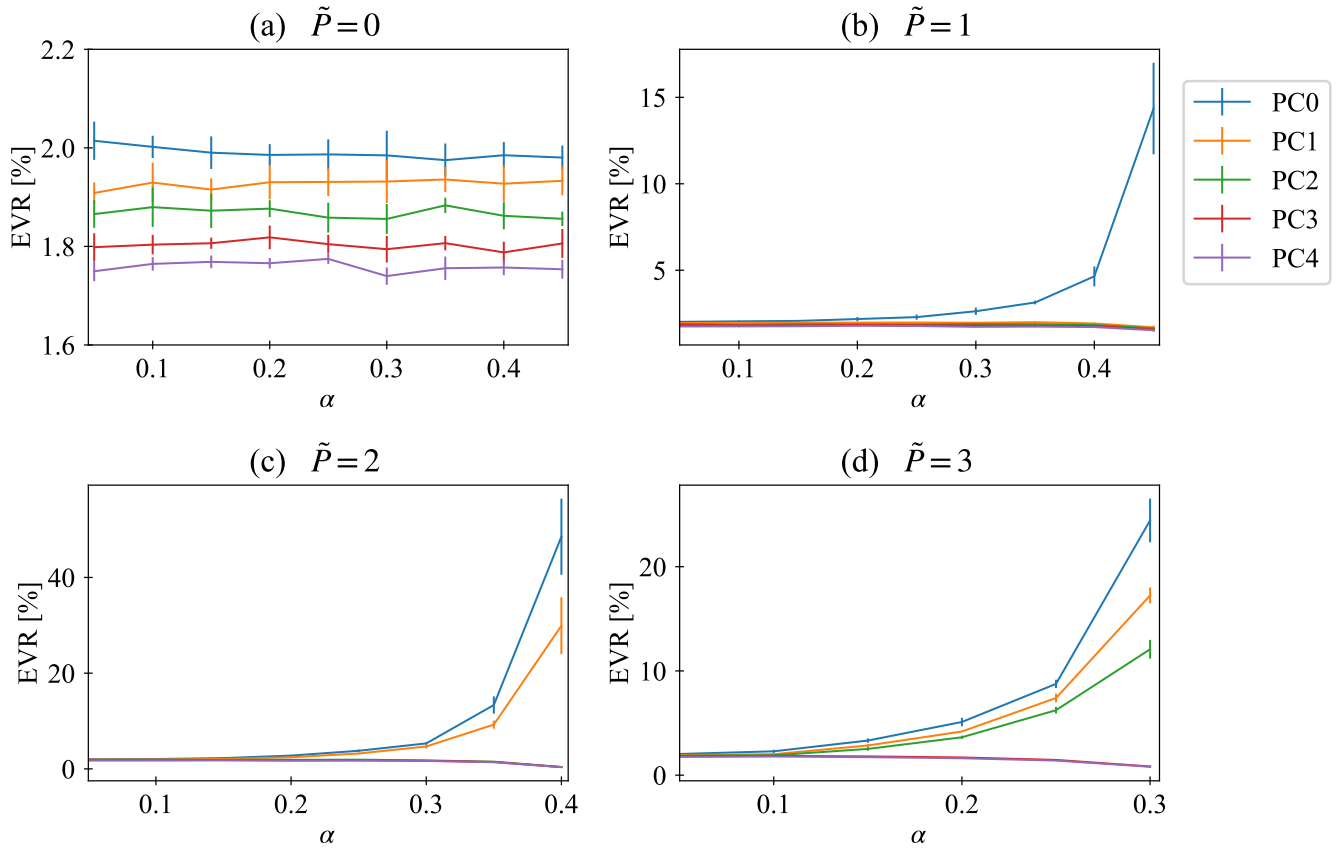 (a) P̃ = 0
2.2
2.0
1.8
1.6
EVR [%]
0.1 0.2 0.3 0.4
α
(b) P̃ = 1
15
10
5
EVR [%]
0.1 0.2 0.3 0.4
α
PC0
PC1
PC2
PC3
PC4
(c) P̃ = 2
40
20
0
EVR [%]
0.1 0.2 0.3 0.4
α
(d) P̃ = 3
20
10
0
EVR [%]
0.1 0.2 0.3
α